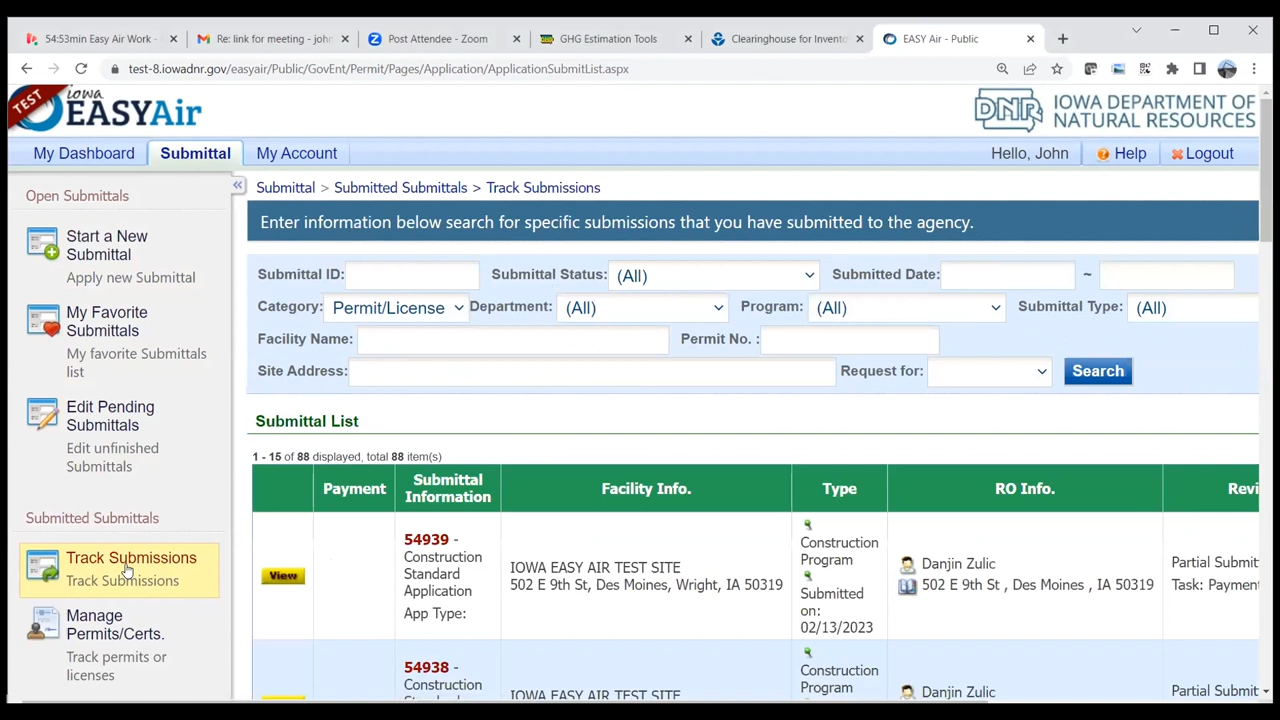 54:53min Easy Air Work -
Re: link for meeting - john
Post Attendee - Zoom
GHG Estimation Tools
Clearinghouse for Invento
EASY Air - Public
test-8.iowadnr.gov/easyair/Public/GovEnt/Permit/Pages/Application/ApplicationSubmitList.aspx
TEST
iowa
EASYAir
DNR
IOWA DEPARTMENT OF
NATURAL RESOURCES
My Dashboard
Submittal
My Account
Hello, John
Help
Logout
Open Submittals
Start a New
Submittal
Apply new Submittal
My Favorite
Submittals
My favorite Submittals
list
Edit Pending
Submittals
Edit unfinished
Submittals
Submitted Submittals
Track Submissions
Track Submissions
Manage
Permits/Certs.
Track permits or
licenses
Submittal > Submitted Submittals > Track Submissions
Enter information below search for specific submissions that you have submitted to the agency.
Submittal ID:
Submittal Status: (All)
Submitted Date: ~
Category: Permit/License
Department: (All)
Program: (All)
Submittal Type: (All)
Facility Name:
Permit No. :
Site Address:
Request for:
Search
Submittal List
1 - 15 of 88 displayed, total 88 item(s)
Payment
Submittal
Information
Facility Info.
Type
RO Info.
Revi
View
54939 -
Construction
Standard
Application
App Type:
IOWA EASY AIR TEST SITE
502 E 9th St, Des Moines, Wright, IA 50319
Construction
Program
Submitted
on:
02/13/2023
Danjin Zulic
502 E 9th St , Des Moines , IA 50319
Partial Submitt
Task: Payment
54938 -
Construction
IOWA EASY AIR TEST SITE
Construction
Program
Danjin Zulic
Partial Submit